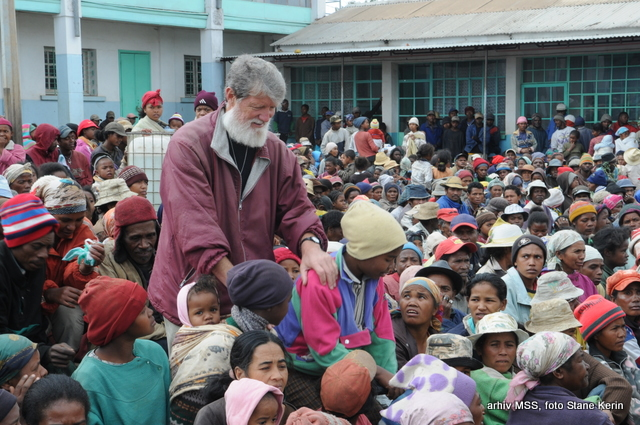 arhiv MSS, foto Stane Kerin